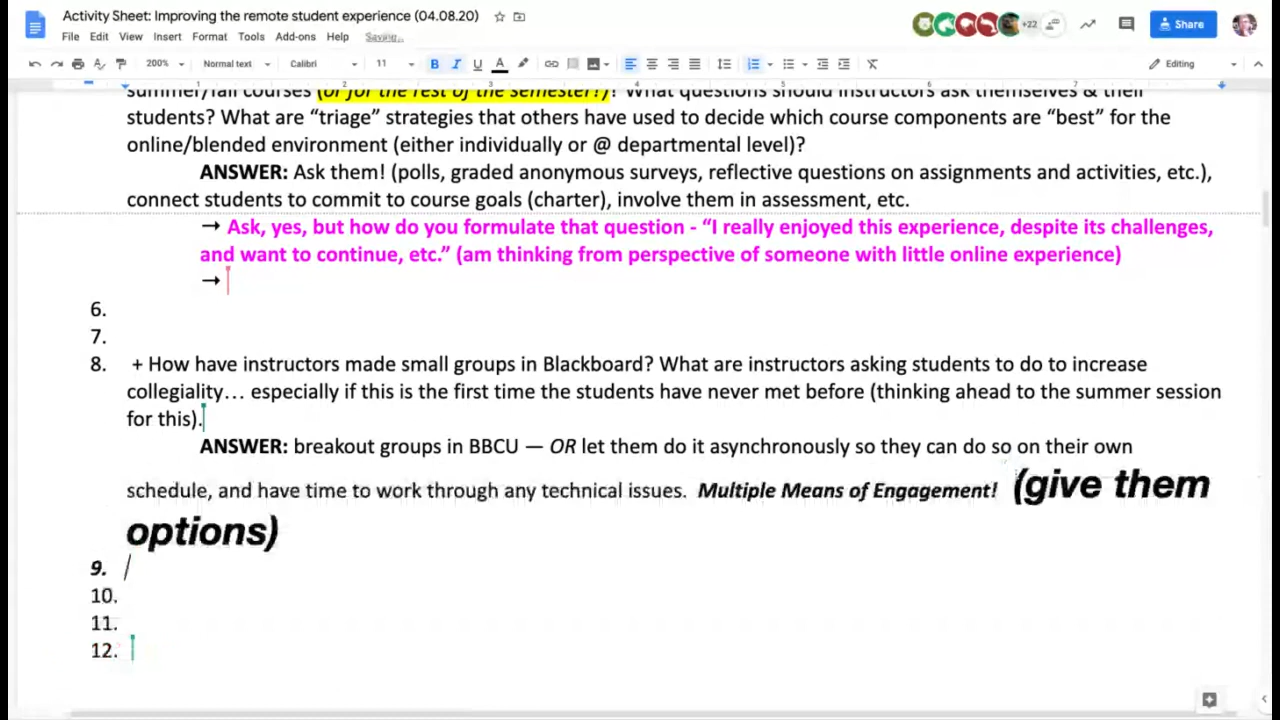 Activity Sheet: Improving the remote student experience (04.08.20)
File Edit View Insert Format Tools Add-ons Help Saving...
+22
Share
200% Normal text Calibri 11 B I U A Editing
1 2 3 4 5 6 7
summer/fall courses (or for the rest of the semester!)? What questions should instructors ask themselves & their
students? What are “triage” strategies that others have used to decide which course components are “best” for the
online/blended environment (either individually or @ departmental level)?
ANSWER: Ask them! (polls, graded anonymous surveys, reflective questions on assignments and activities, etc.),
connect students to commit to course goals (charter), involve them in assessment, etc.
→ Ask, yes, but how do you formulate that question - “I really enjoyed this experience, despite its challenges,
and want to continue, etc.” (am thinking from perspective of someone with little online experience)
→
6.
7.
8. + How have instructors made small groups in Blackboard? What are instructors asking students to do to increase
collegiality… especially if this is the first time the students have never met before (thinking ahead to the summer session
for this).
ANSWER: breakout groups in BBCU — OR let them do it asynchronously so they can do so on their own
schedule, and have time to work through any technical issues. Multiple Means of Engagement! (give them
options)
9.
10.
11.
12.